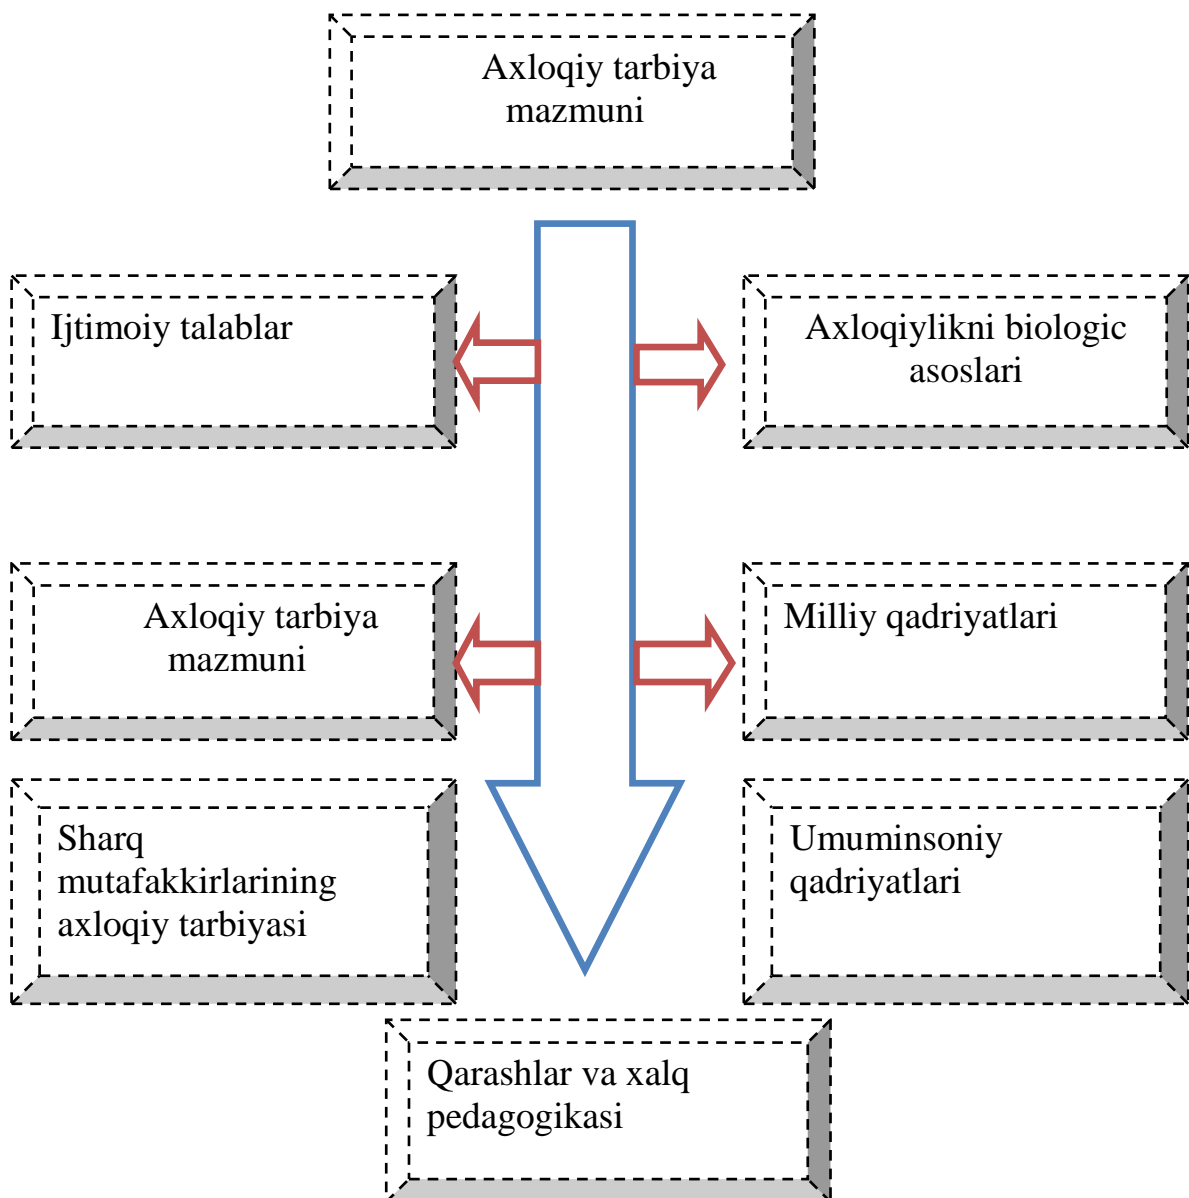 Axloqiy tarbiya
mazmuni
Ijtimoiy talablar
Axloqiylikni biologic
asoslari
Axloqiy tarbiya
mazmuni
Milliy qadriyatlari
Sharq
mutafakkirlarining
axloqiy tarbiyasi
Umuminsoniy
qadriyatlari
Qarashlar va xalq
pedagogikasi